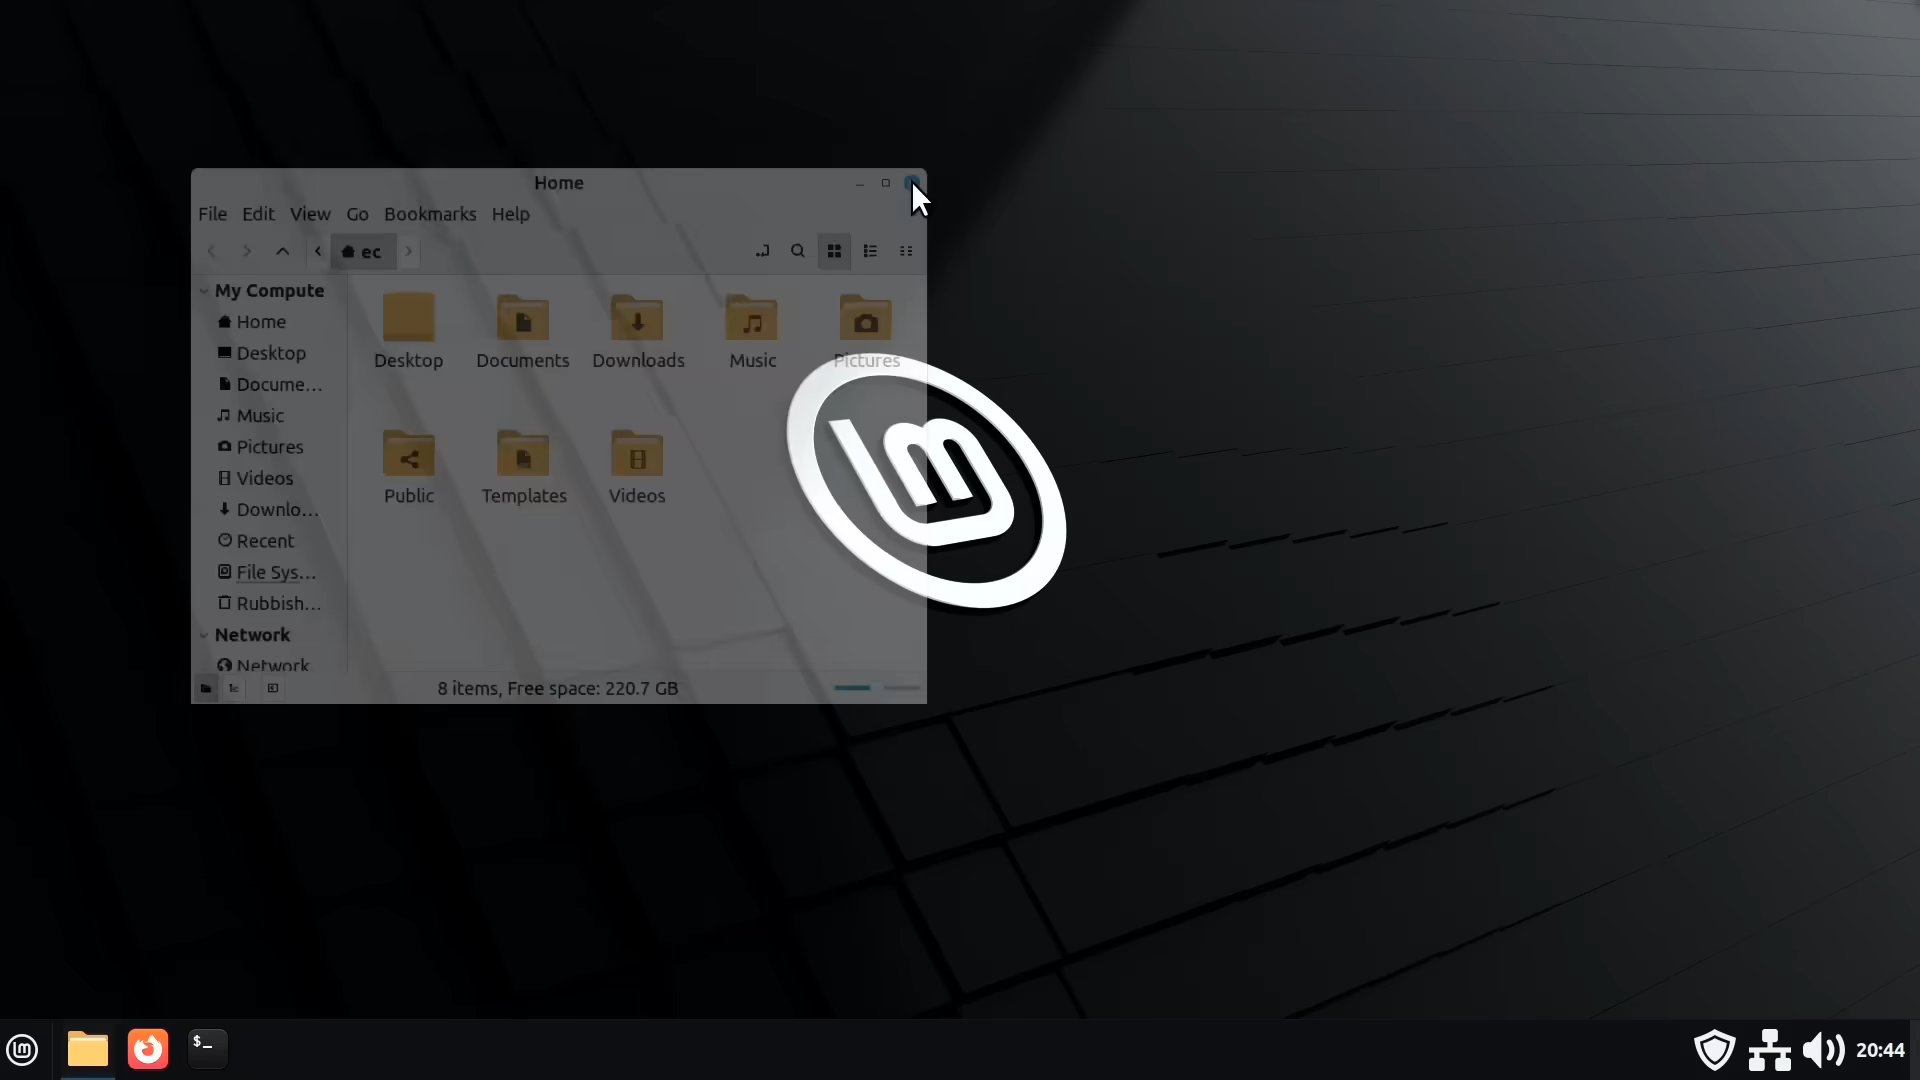 Home
File Edit View Go Bookmarks Help
ec
My Compute
Home
Desktop
Docume...
Music
Pictures
Videos
Downlo...
Recent
File Sys...
Rubbish...
Network
Network
Desktop Documents Downloads Music Pictures
Public Templates Videos
8 items, Free space: 220.7 GB
$_
20:44